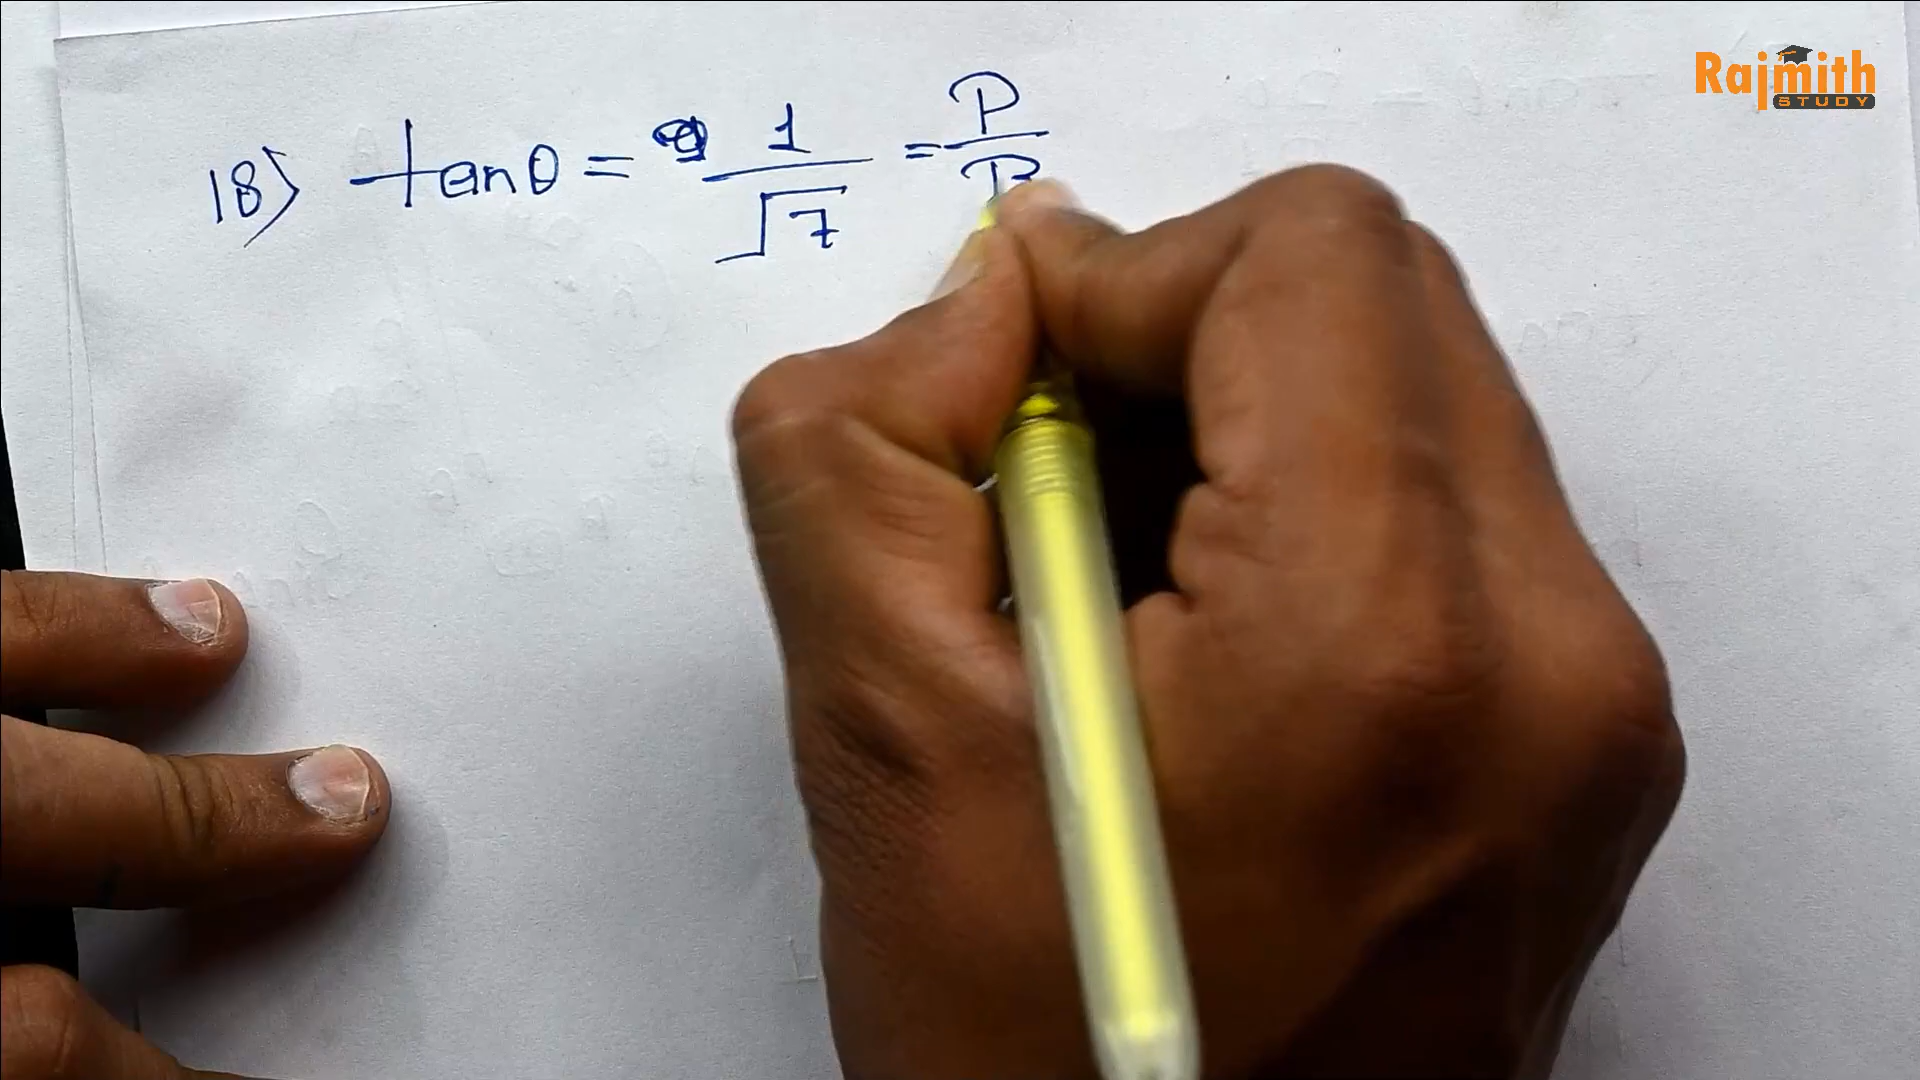 18) tanθ = 1/√7 = P/B
Rajmith
STUDY